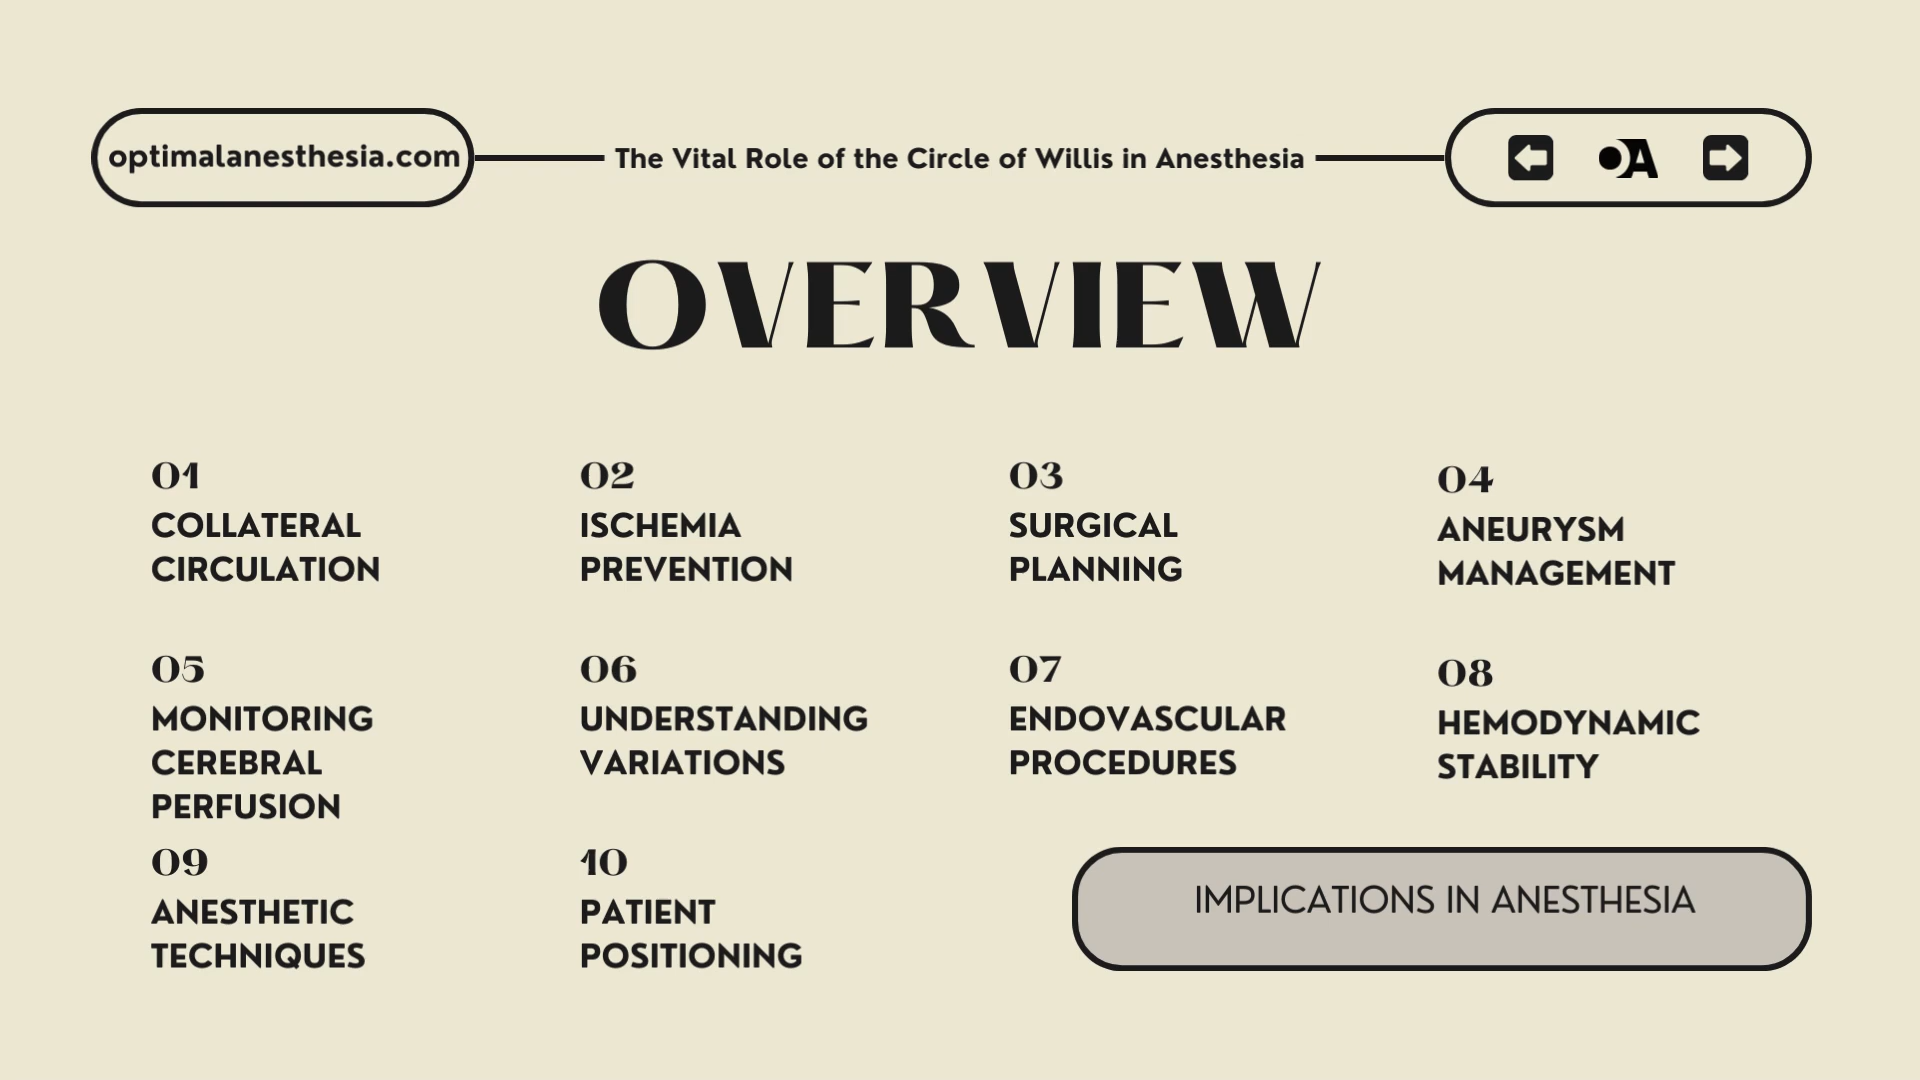 optimalanesthesia.com
The Vital Role of the Circle of Willis in Anesthesia
OA
OVERVIEW
01
COLLATERAL
CIRCULATION
02
ISCHEMIA
PREVENTION
03
SURGICAL
PLANNING
04
ANEURYSM
MANAGEMENT
05
MONITORING
CEREBRAL
PERFUSION
06
UNDERSTANDING
VARIATIONS
07
ENDOVASCULAR
PROCEDURES
08
HEMODYNAMIC
STABILITY
09
ANESTHETIC
TECHNIQUES
10
PATIENT
POSITIONING
IMPLICATIONS IN ANESTHESIA